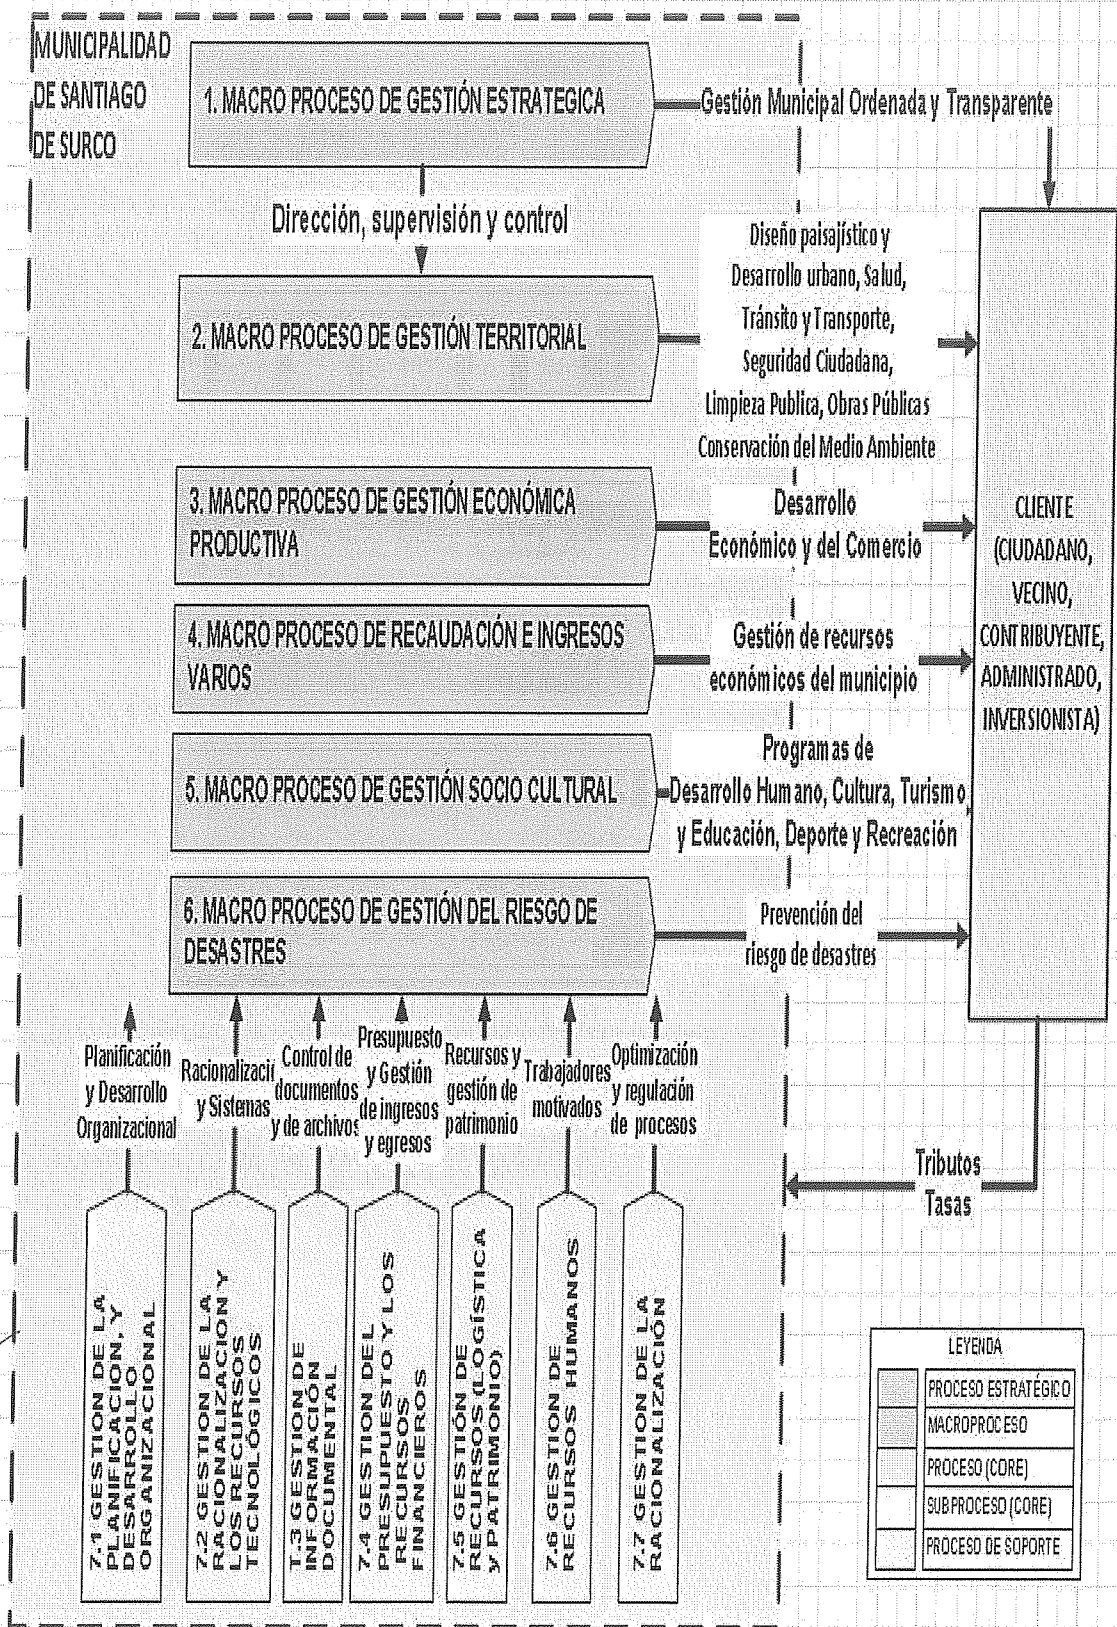 MUNICIPALIDAD
DE SANTIAGO
DE SURCO
1. MACRO PROCESO DE GESTIÓN ESTRATEGICA
Gestión Municipal Ordenada y Transparente
Dirección, supervisión y control
2. MACRO PROCESO DE GESTIÓN TERRITORIAL
Diseño paisajístico y
Desarrollo urbano, Salud,
Tránsito y Transporte,
Seguridad Ciudadana,
Limpieza Publica, Obras Públicas
Conservación del Medio Ambiente
3. MACRO PROCESO DE GESTIÓN ECONÓMICA
PRODUCTIVA
Desarrollo
Económico y del Comercio
4. MACRO PROCESO DE RECAUDACIÓN E INGRESOS
VARIOS
Gestión de recursos
económicos del municipio
5. MACRO PROCESO DE GESTIÓN SOCIO CULTURAL
Programas de
Desarrollo Humano, Cultura, Turismo,
y Educación, Deporte y Recreación
6. MACRO PROCESO DE GESTIÓN DEL RIESGO DE
DESASTRES
Prevención del
riesgo de desastres
CLIENTE
(CIUDADANO,
VECINO,
CONTRIBUYENTE,
ADMINISTRADO,
INVERSIONISTA)
Planificación
y Desarrollo
Organizacional
Racionalizaci
y Sistemas
Control de
documentos
y de archivos
Presupuesto
y Gestión
de ingresos
y egresos
Recursos y
gestión de
patrimonio
Trabajadores
motivados
Optimización
y regulación
de procesos
Tributos
Tasas
7.1 GESTION DE LA
PLANIFICACION, Y
DESARROLLO
ORGANIZACIONAL
7.2 GESTION DE LA
RACIONALIZACION Y
LOS RECURSOS
TECNOLÓGICOS
T.3 GESTION DE
INFORMACIÓN
DOCUMENTAL
7.4 GESTION DEL
PRESUPUESTO Y LOS
RECURSOS
FINANCIEROS
7.5 GESTIÓN DE
RECURSOS (LOGÍSTICA
y PATRIMONIO)
7.6 GESTION DE
RECURSOS HUMANOS
7.7 GESTION DE LA
RACIONALIZACIÓN
LEYENDA
PROCESO ESTRATÉGICO
MACROPROCESO
PROCESO (CORE)
SUBPROCESO (CORE)
PROCESO DE SOPORTE